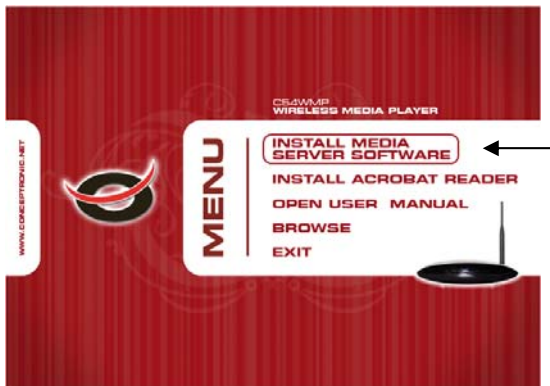 C54WMP
WIRELESS MEDIA PLAYER
WWW.CONCEPTRONIC.NET
MENU
INSTALL MEDIA
SERVER SOFTWARE
INSTALL ACROBAT READER
OPEN USER MANUAL
BROWSE
EXIT